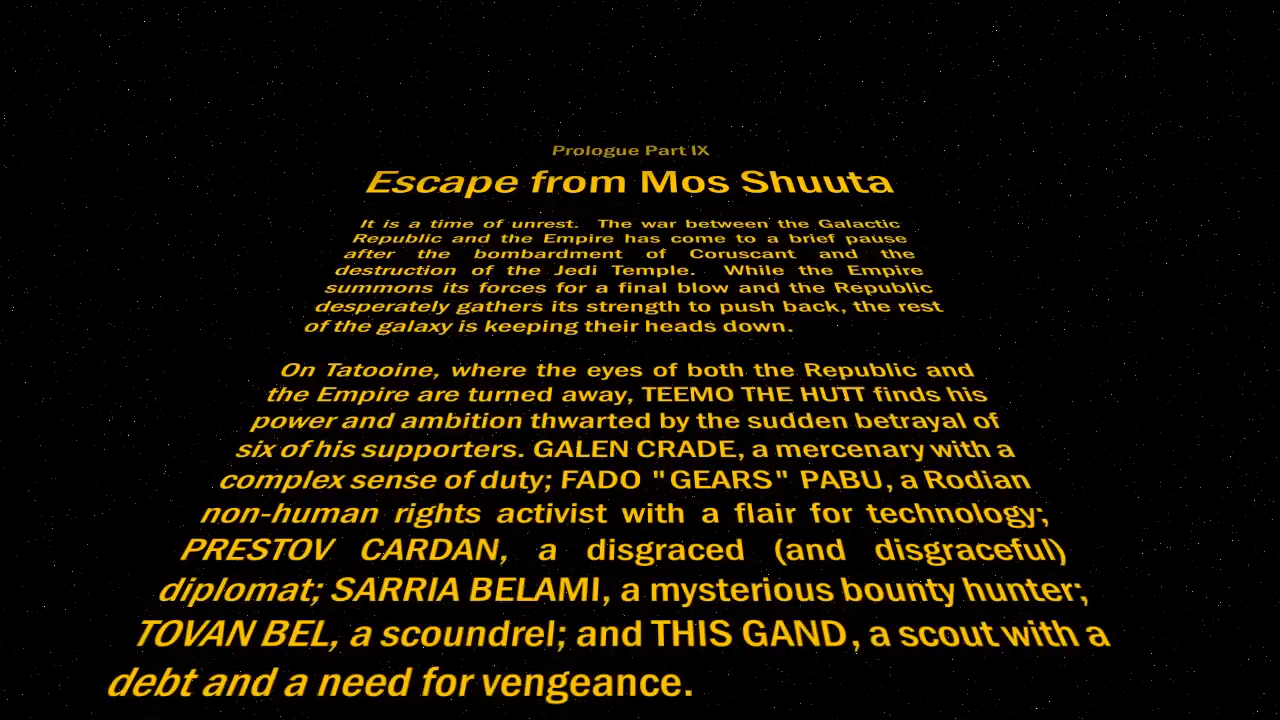 Prologue Part IX
Escape from Mos Shuuta
It is a time of unrest. The war between the Galactic
Republic and the Empire has come to a brief pause
after the bombardment of Coruscant and the
destruction of the Jedi Temple. While the Empire
summons its forces for a final blow and the Republic
desperately gathers its strength to push back, the rest
of the galaxy is keeping their heads down.
On Tatooine, where the eyes of both the Republic and
the Empire are turned away, TEEMO THE HUTT finds his
power and ambition thwarted by the sudden betrayal of
six of his supporters. GALEN CRADE, a mercenary with a
complex sense of duty; FADO "GEARS" PABU, a Rodian
non-human rights activist with a flair for technology;
PRESTOV CARDAN, a disgraced (and disgraceful)
diplomat; SARRIA BELAMI, a mysterious bounty hunter;
TOVAN BEL, a scoundrel; and THIS GAND, a scout with a
debt and a need for vengeance.